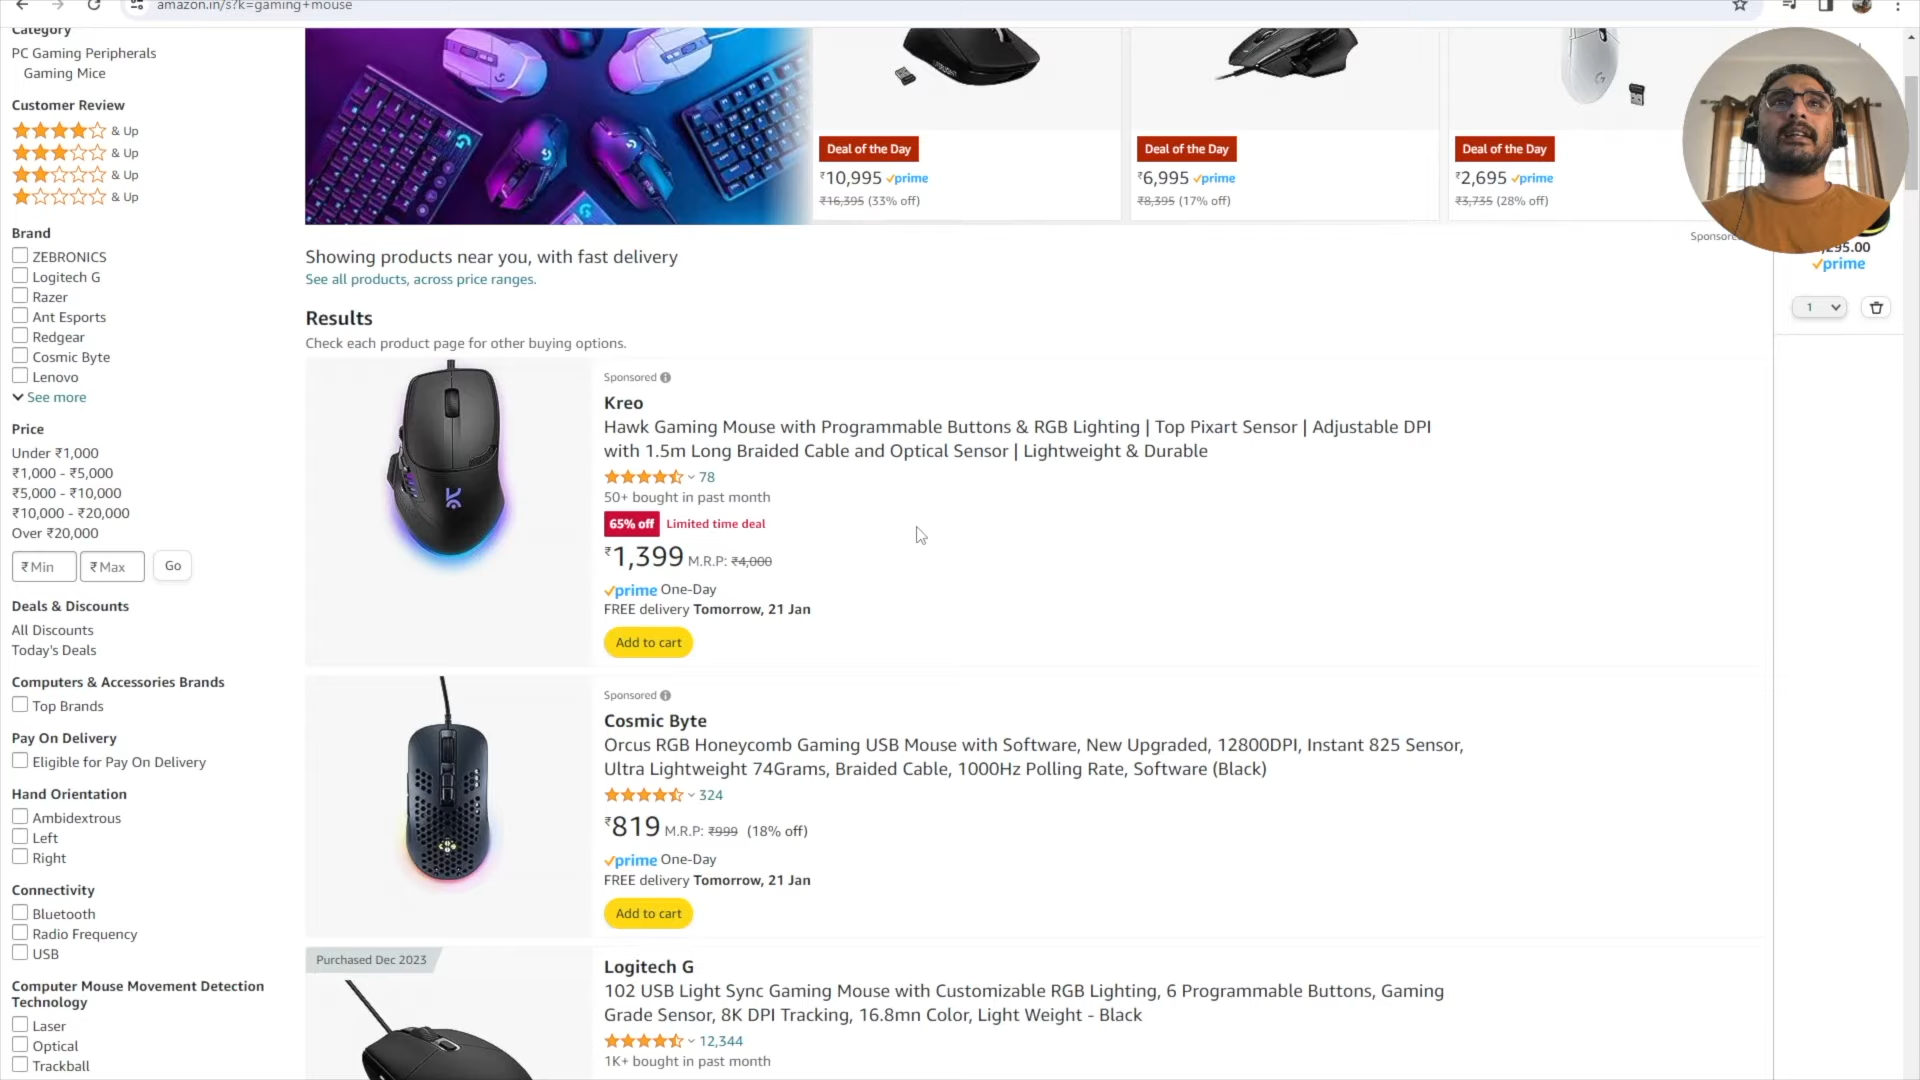 amazon.in/s?k=gaming+mouse
Category
PC Gaming Peripherals
Gaming Mice
Customer Review
& Up
& Up
& Up
& Up
Brand
ZEBRONICS
Logitech G
Razer
Ant Esports
Redgear
Cosmic Byte
Lenovo
See more
Price
Under ₹1,000
₹1,000 - ₹5,000
₹5,000 - ₹10,000
₹10,000 - ₹20,000
Over ₹20,000
₹ Min ₹ Max Go
Deals & Discounts
All Discounts
Today's Deals
Computers & Accessories Brands
Top Brands
Pay On Delivery
Eligible for Pay On Delivery
Hand Orientation
Ambidextrous
Left
Right
Connectivity
Bluetooth
Radio Frequency
USB
Computer Mouse Movement Detection
Technology
Laser
Optical
Trackball
Deal of the Day
₹10,995 prime
₹16,395 (33% off)
Deal of the Day
₹6,995 prime
₹8,395 (17% off)
Deal of the Day
₹2,695 prime
₹3,735 (28% off)
Showing products near you, with fast delivery
See all products, across price ranges.
Results
Check each product page for other buying options.
Sponsored
Kreo
Hawk Gaming Mouse with Programmable Buttons & RGB Lighting | Top Pixart Sensor | Adjustable DPI
with 1.5m Long Braided Cable and Optical Sensor | Lightweight & Durable
78
50+ bought in past month
65% off Limited time deal
₹1,399 M.R.P: ₹4,000
prime One-Day
FREE delivery Tomorrow, 21 Jan
Add to cart
Sponsored
Cosmic Byte
Orcus RGB Honeycomb Gaming USB Mouse with Software, New Upgraded, 12800DPI, Instant 825 Sensor,
Ultra Lightweight 74Grams, Braided Cable, 1000Hz Polling Rate, Software (Black)
324
₹819 M.R.P: ₹999 (18% off)
prime One-Day
FREE delivery Tomorrow, 21 Jan
Add to cart
Purchased Dec 2023
Logitech G
102 USB Light Sync Gaming Mouse with Customizable RGB Lighting, 6 Programmable Buttons, Gaming
Grade Sensor, 8K DPI Tracking, 16.8mn Color, Light Weight - Black
12,344
1K+ bought in past month
295.00
prime
1